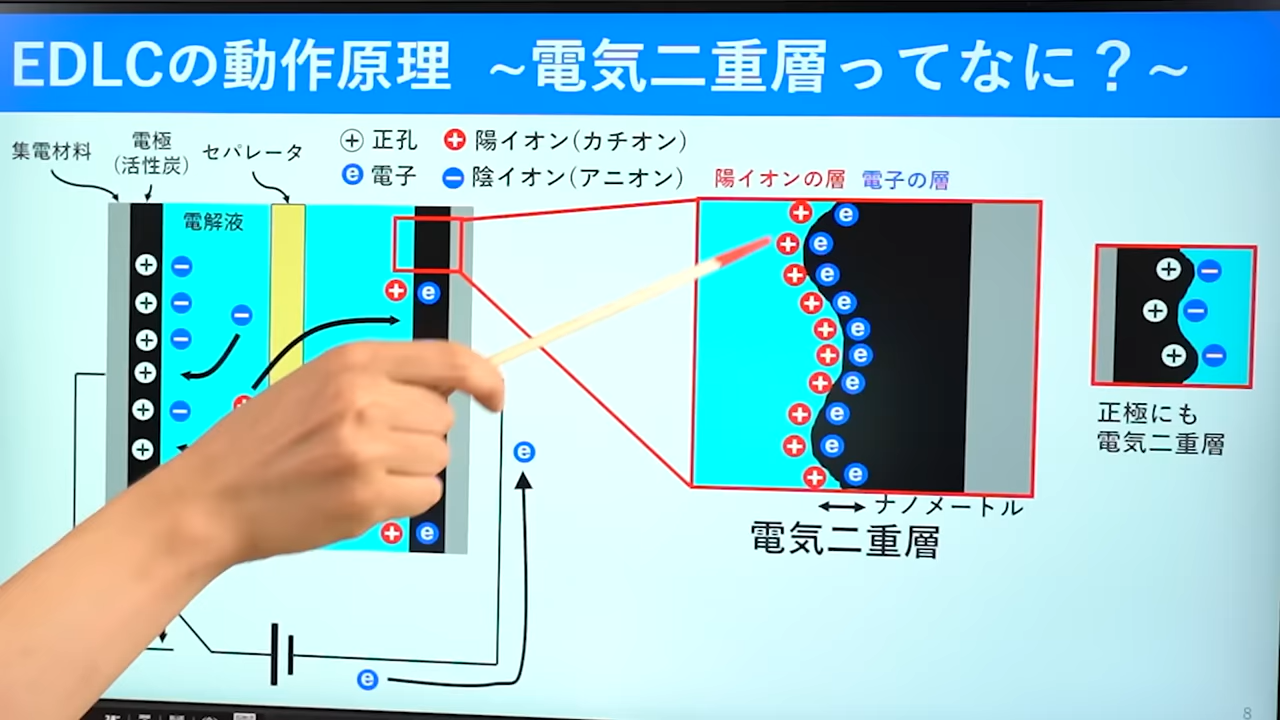 EDLCの動作原理 ~電気二重層ってなに？~
集電材料
電極
(活性炭)
セパレータ
正孔
陽イオン(カチオン)
e 電子
陰イオン(アニオン)
電解液
陽イオンの層 電子の層
ナノメートル
電気二重層
正極にも
電気二重層
8